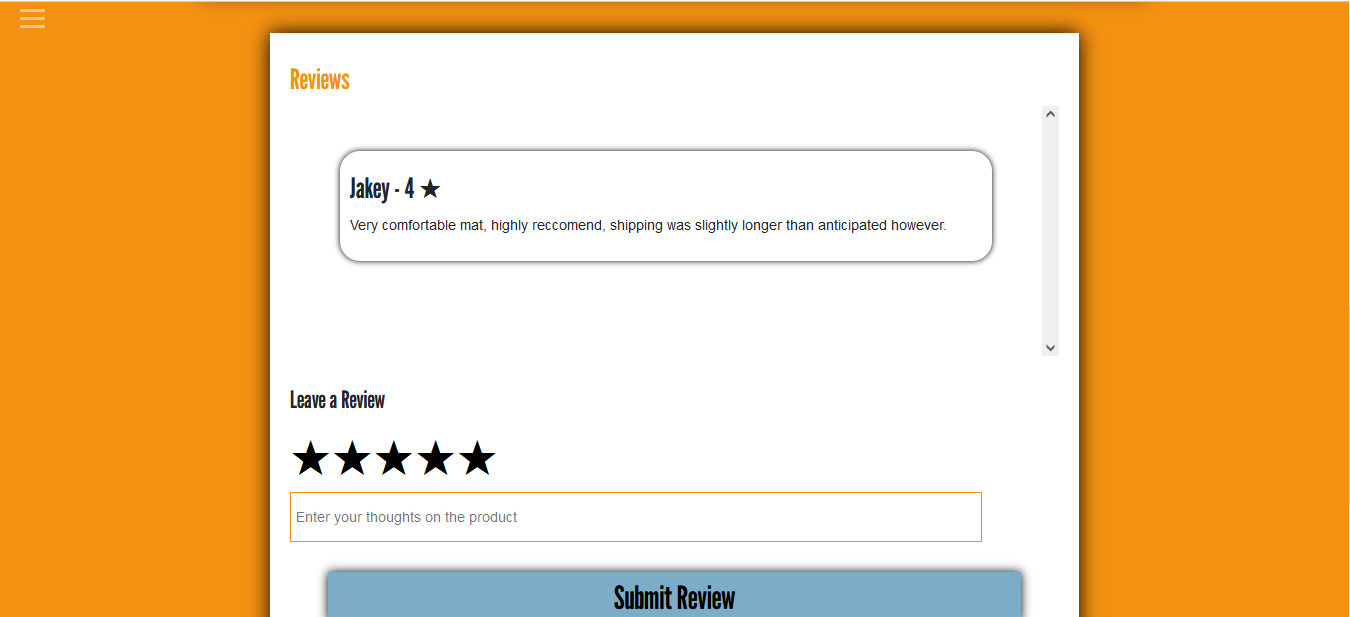 Reviews
Jakey - 4 ★
Very comfortable mat, highly reccomend, shipping was slightly longer than anticipated however.
Leave a Review
★★★★★
Enter your thoughts on the product
Submit Review